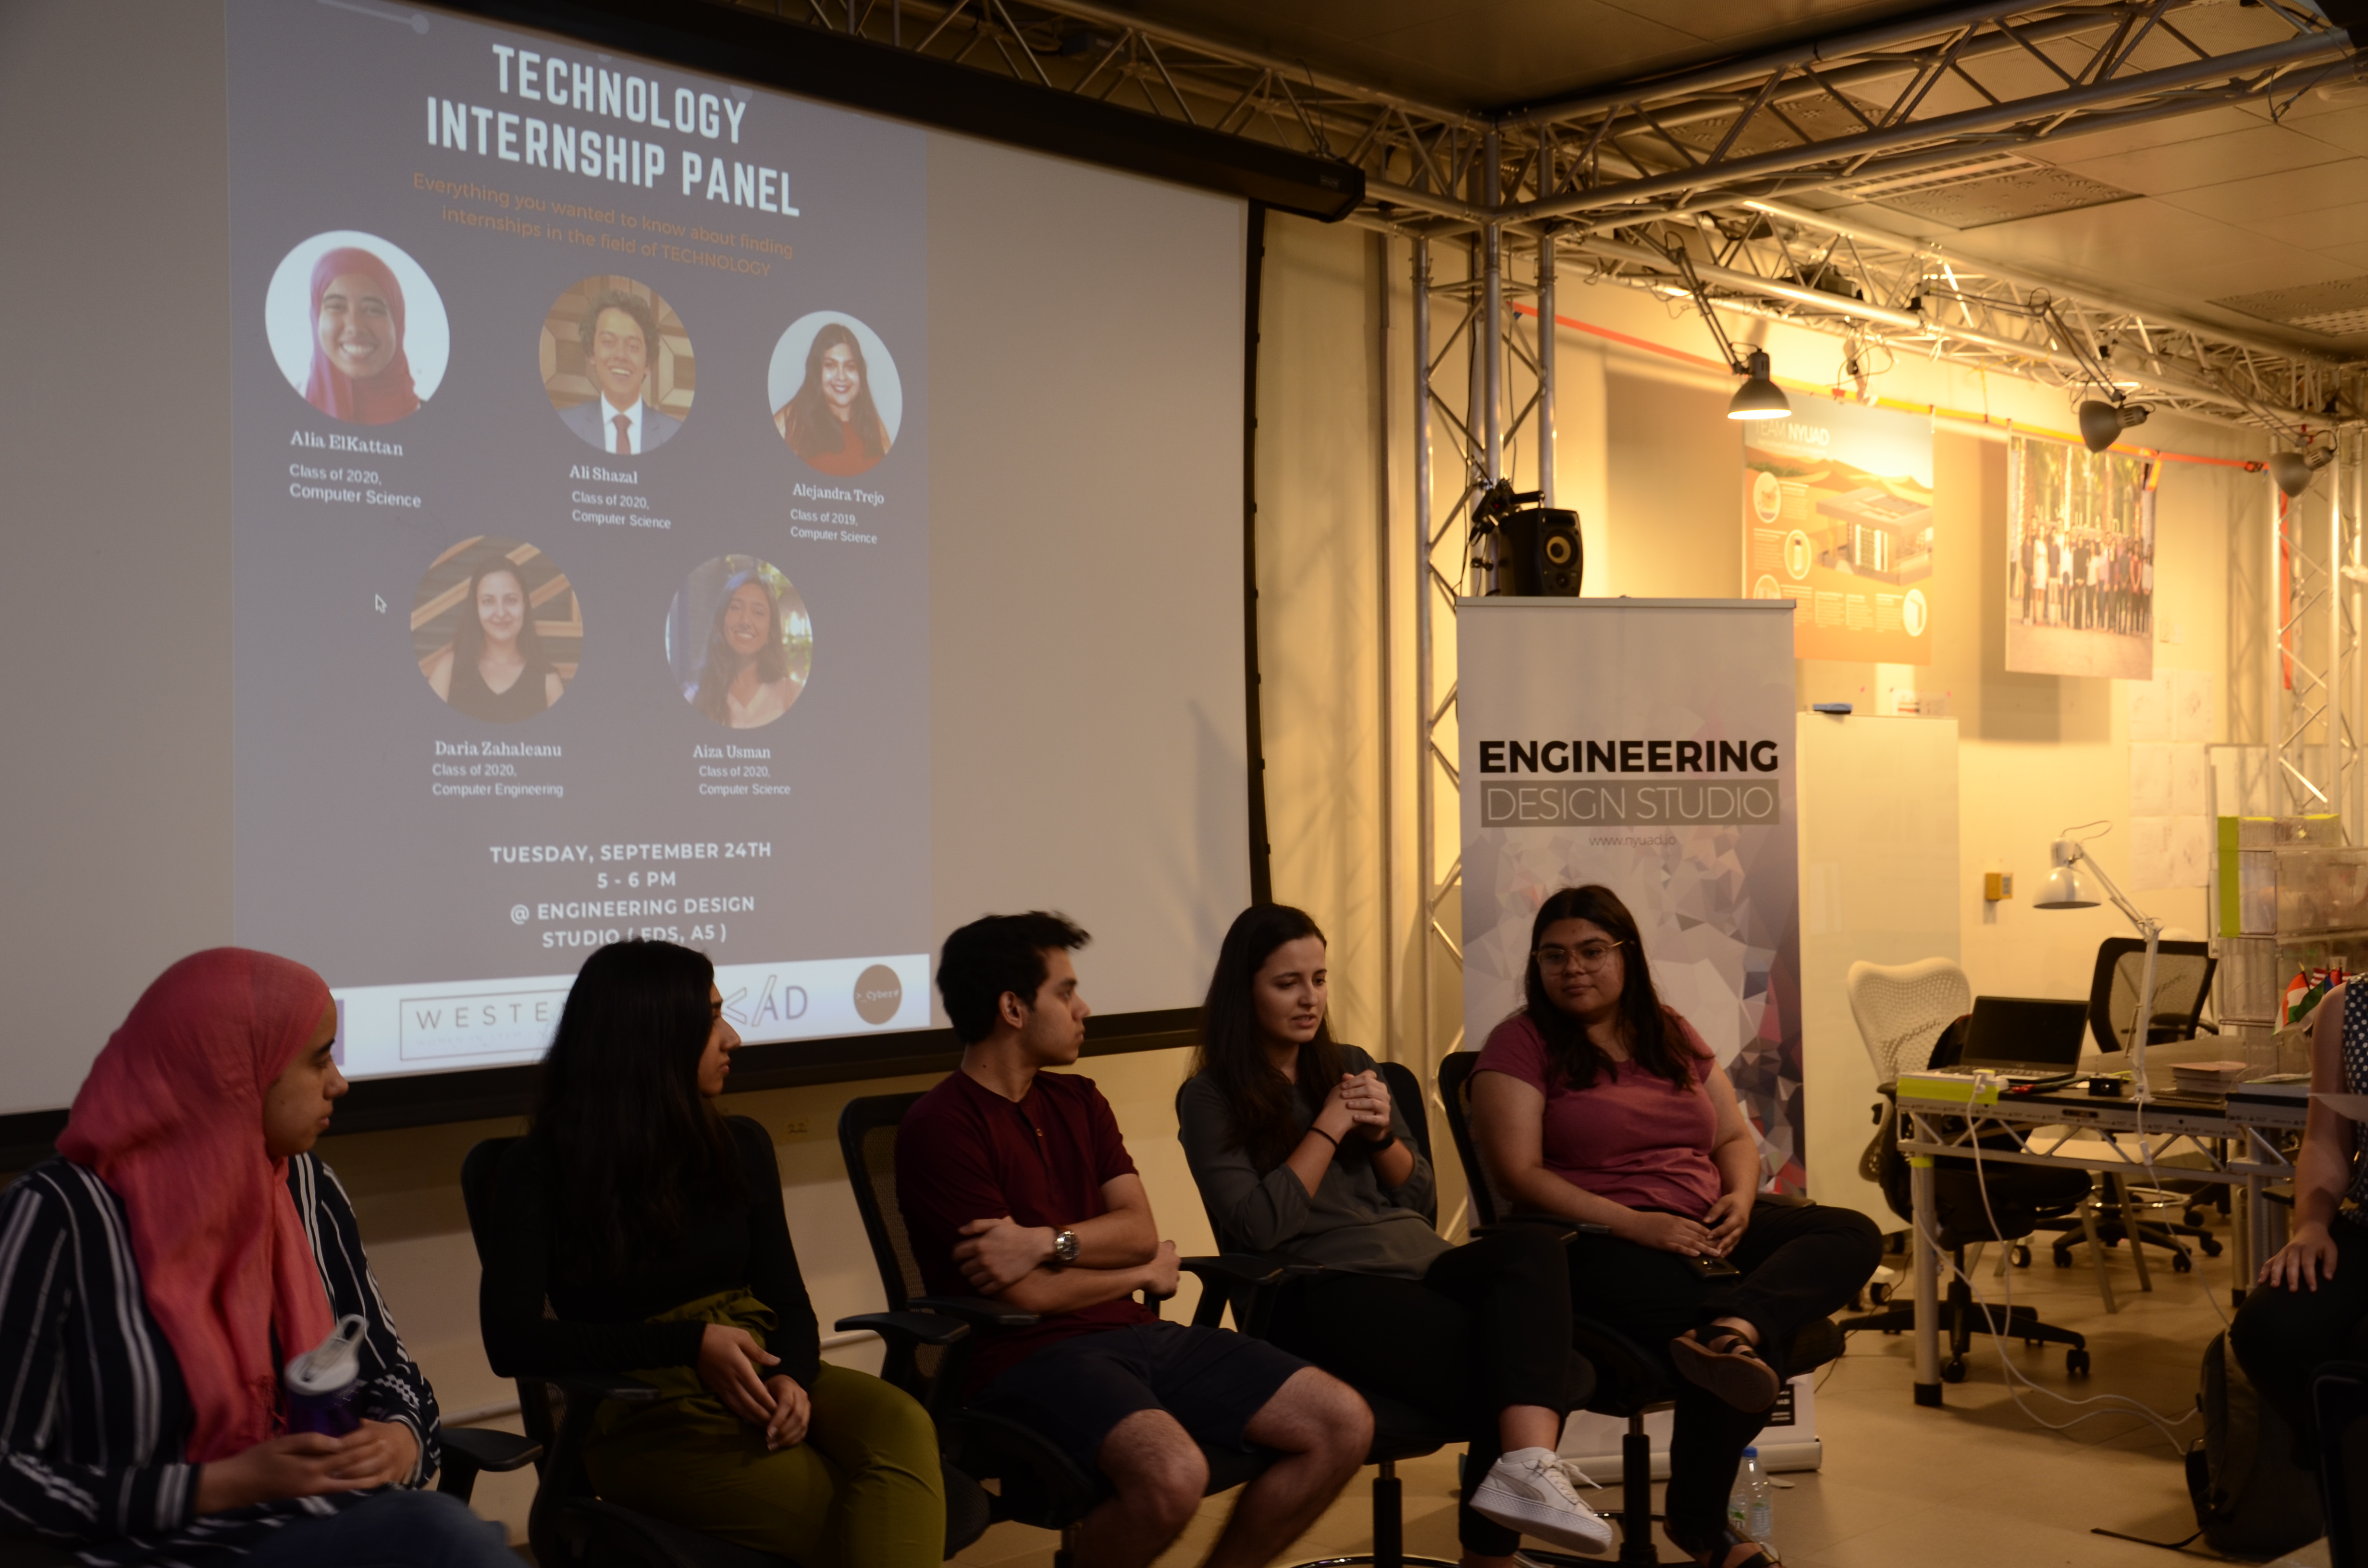 TECHNOLOGY
INTERNSHIP PANEL
Everything you wanted to know about finding
internships in the field of TECHNOLOGY
Alia ElKattan
Class of 2020,
Computer Science
Ali Shazal
Class of 2020,
Computer Science
Alejandra Trejo
Class of 2019,
Computer Science
Daria Zahaleanu
Class of 2020,
Computer Engineering
Aiza Usman
Class of 2020,
Computer Science
TUESDAY, SEPTEMBER 24TH
5 - 6 PM
@ ENGINEERING DESIGN
STUDIO ( EDS, A5 )
WESTE
</AD
>_Cyber#
TEAM NYUAD
ENGINEERING
DESIGN STUDIO
www.nyuad.io